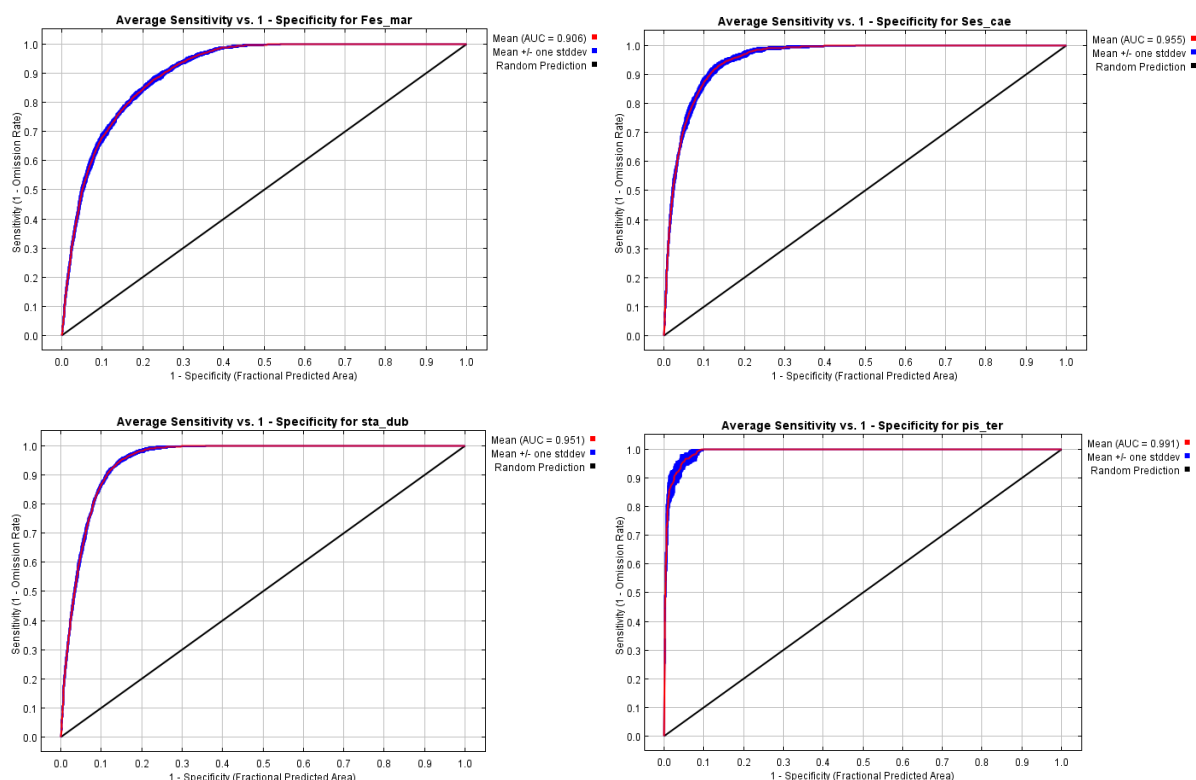 Average Sensitivity vs. 1 - Specificity for Fes_mar
Mean (AUC = 0.906)
Mean +/- one stddev
Random Prediction
Sensitivity (1 - Omission Rate)
1.0
0.9
0.8
0.7
0.6
0.5
0.4
0.3
0.2
0.1
0.0
0.0 0.1 0.2 0.3 0.4 0.5 0.6 0.7 0.8 0.9 1.0
1 - Specificity (Fractional Predicted Area)
Average Sensitivity vs. 1 - Specificity for Ses_cae
Mean (AUC = 0.955)
Mean +/- one stddev
Random Prediction
Sensitivity (1 - Omission Rate)
1.0
0.9
0.8
0.7
0.6
0.5
0.4
0.3
0.2
0.1
0.0
0.0 0.1 0.2 0.3 0.4 0.5 0.6 0.7 0.8 0.9 1.0
1 - Specificity (Fractional Predicted Area)
Average Sensitivity vs. 1 - Specificity for sta_dub
Mean (AUC = 0.951)
Mean +/- one stddev
Random Prediction
Sensitivity (1 - Omission Rate)
1.0
0.9
0.8
0.7
0.6
0.5
0.4
0.3
0.2
0.1
0.0
0.0 0.1 0.2 0.3 0.4 0.5 0.6 0.7 0.8 0.9 1.0
1 - Specificity (Fractional Predicted Area)
Average Sensitivity vs. 1 - Specificity for pis_ter
Mean (AUC = 0.991)
Mean +/- one stddev
Random Prediction
Sensitivity (1 - Omission Rate)
1.0
0.9
0.8
0.7
0.6
0.5
0.4
0.3
0.2
0.1
0.0
0.0 0.1 0.2 0.3 0.4 0.5 0.6 0.7 0.8 0.9 1.0
1 - Specificity (Fractional Predicted Area)